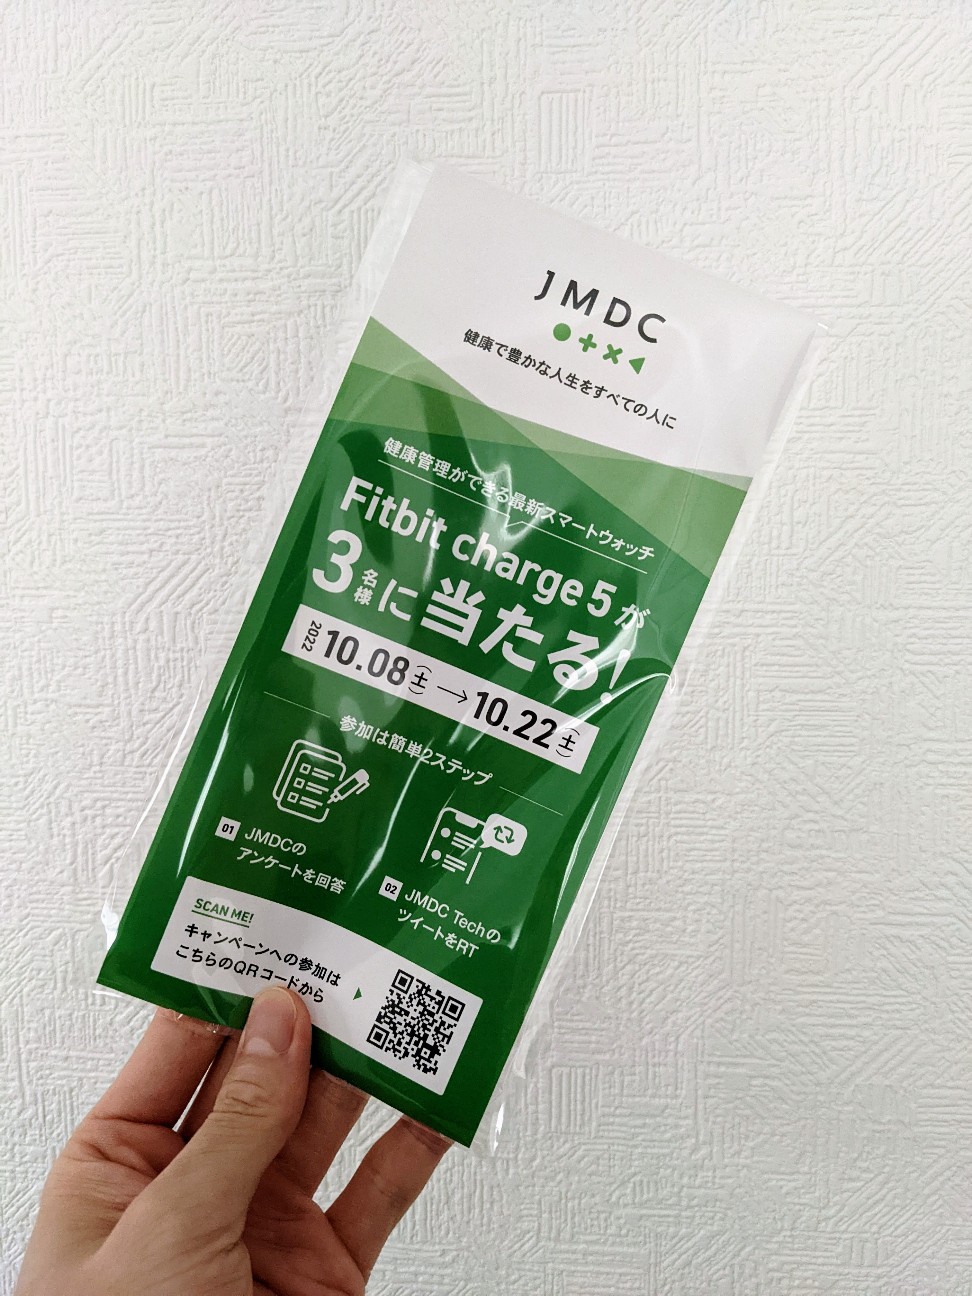 JMDC
健康で豊かな人生をすべての人に
健康管理ができる最新スマートウォッチ
Fitbit charge 5が
3名様に当たる!
2022 10.08(土)→10.22(土)
参加は簡単2ステップ
01 JMDCの
アンケートを回答
02 JMDC Techの
ツイートをRT
SCAN ME!
キャンペーンへの参加は
こちらのQRコードから